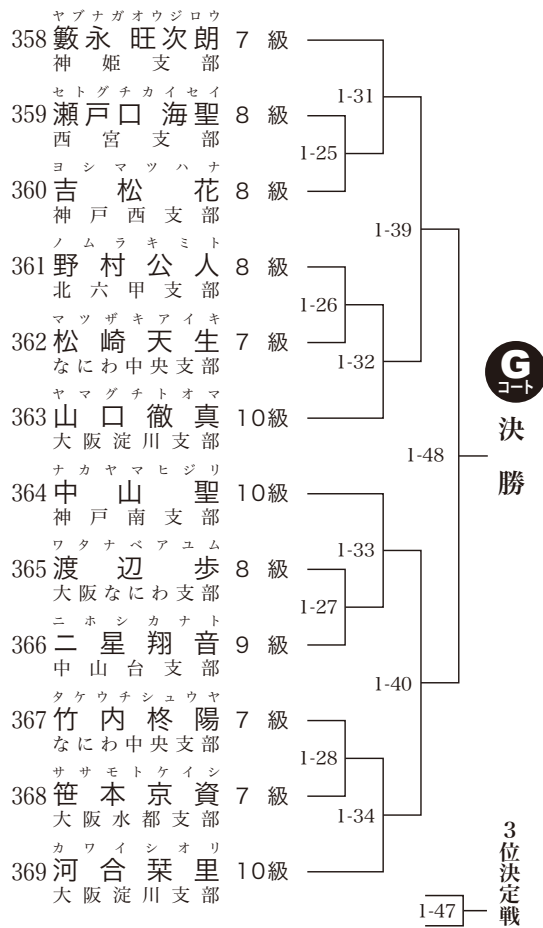 ヤブナガオウジロウ
358 籔永 旺次朗 7 級
神姫支部
セトグチカイセイ
359 瀬戸口 海聖 8 級
西宮支部
ヨシマツハナ
360 吉松 花 8 級
神戸西支部
ノムラキミト
361 野村公人 8 級
北六甲支部
マツザキアイキ
362 松崎天生 7 級
なにわ中央支部
ヤマグチトオマ
363 山口徹真 10級
大阪淀川支部
ナカヤマヒジリ
364 中山 聖 10級
神戸南支部
ワタナベアユム
365 渡辺 歩 8 級
大阪なにわ支部
ニホシカナト
366 二星翔音 9 級
中山台支部
タケウチシュウヤ
367 竹内柊陽 7 級
なにわ中央支部
ササモトケイシ
368 笹本京資 7 級
大阪水都支部
カワイシオリ
369 河合栞里 10級
大阪淀川支部
1-31
1-25
1-39
1-26
1-32
1-48
1-33
1-27
1-40
1-28
1-34
1-47
G
コート
決勝
3位決定戦